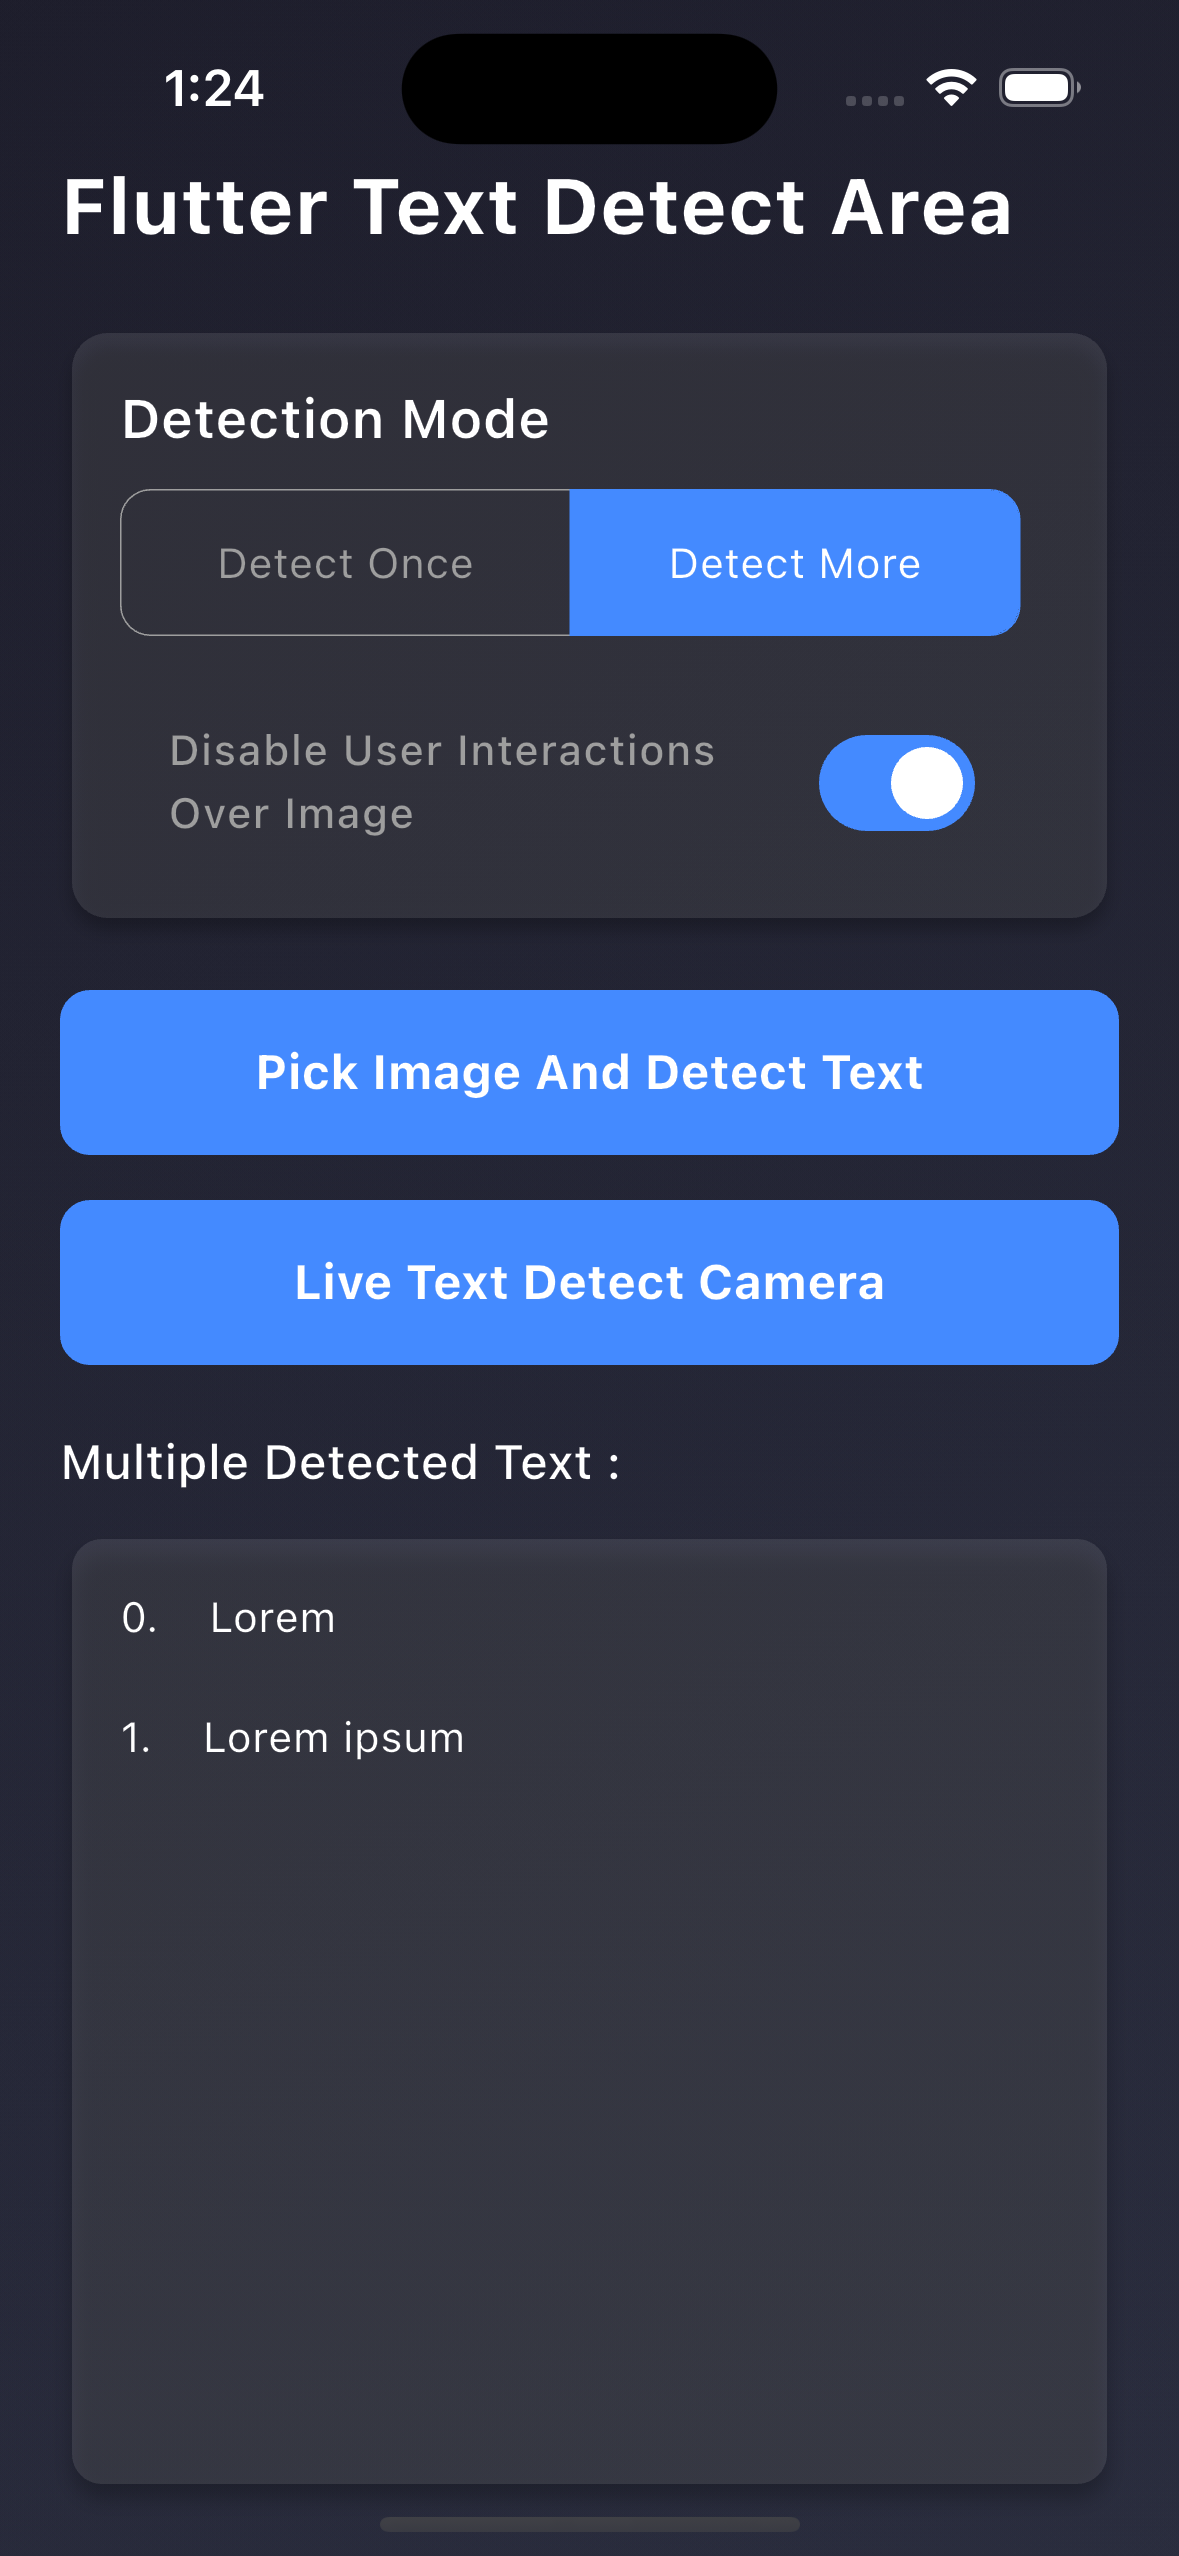 1:24
Flutter Text Detect Area
Detection Mode
Detect Once Detect More
Disable User Interactions
Over Image
Pick Image And Detect Text
Live Text Detect Camera
Multiple Detected Text :
0. Lorem
1. Lorem ipsum